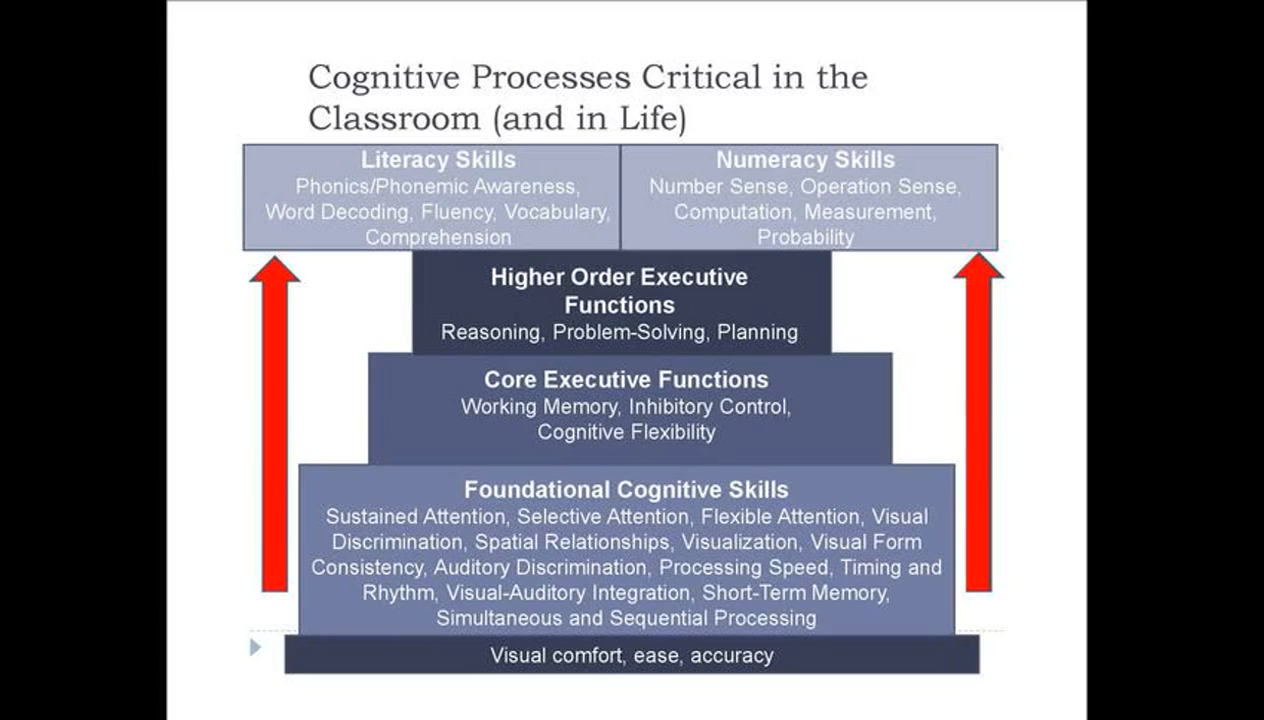 Cognitive Processes Critical in the
Classroom (and in Life)
Literacy Skills
Phonics/Phonemic Awareness,
Word Decoding, Fluency, Vocabulary,
Comprehension
Numeracy Skills
Number Sense, Operation Sense,
Computation, Measurement,
Probability
Higher Order Executive
Functions
Reasoning, Problem-Solving, Planning
Core Executive Functions
Working Memory, Inhibitory Control,
Cognitive Flexibility
Foundational Cognitive Skills
Sustained Attention, Selective Attention, Flexible Attention, Visual
Discrimination, Spatial Relationships, Visualization, Visual Form
Consistency, Auditory Discrimination, Processing Speed, Timing and
Rhythm, Visual-Auditory Integration, Short-Term Memory,
Simultaneous and Sequential Processing
Visual comfort, ease, accuracy